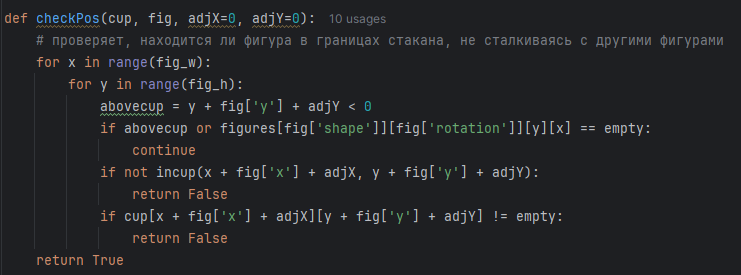 def checkPos(cup, fig, adjX=0, adjY=0): 10 usages
    # проверяет, находится ли фигура в границах стакана, не сталкиваясь с другими фигурами
    for x in range(fig_w):
        for y in range(fig_h):
            abovecup = y + fig['y'] + adjY < 0
            if abovecup or figures[fig['shape']][fig['rotation']][y][x] == empty:
                continue
            if not incup(x + fig['x'] + adjX, y + fig['y'] + adjY):
                return False
            if cup[x + fig['x'] + adjX][y + fig['y'] + adjY] != empty:
                return False
    return True